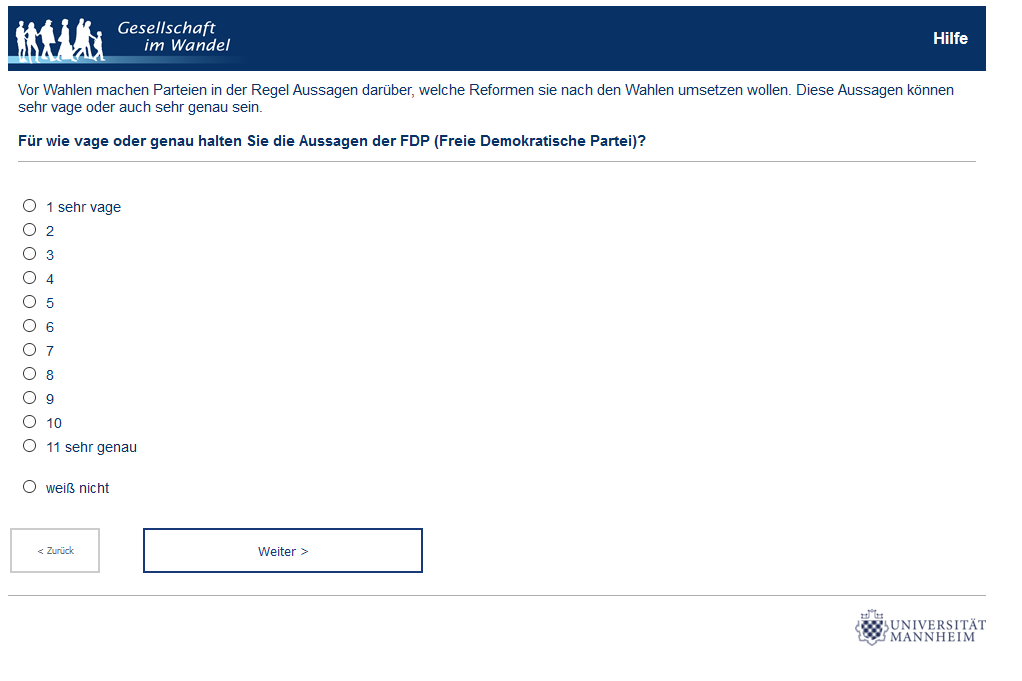 Gesellschaft
im Wandel
Hilfe
Vor Wahlen machen Parteien in der Regel Aussagen darüber, welche Reformen sie nach den Wahlen umsetzen wollen. Diese Aussagen können
sehr vage oder auch sehr genau sein.
Für wie vage oder genau halten Sie die Aussagen der FDP (Freie Demokratische Partei)?
1 sehr vage
2
3
4
5
6
7
8
9
10
11 sehr genau
weiß nicht
< Zurück
Weiter >
UNIVERSITÄT
MANNHEIM